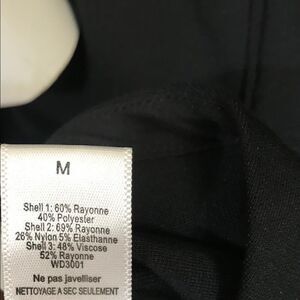 M
Shell 1: 60% Rayonne
40% Polyester
Shell 2: 69% Rayonne
26% Nylon 5% Elasthanne
Shell 3: 48% Viscose
52% Rayonne
WD3001
Ne pas javelliser
NETTOYAGE A SEC SEULEMENT